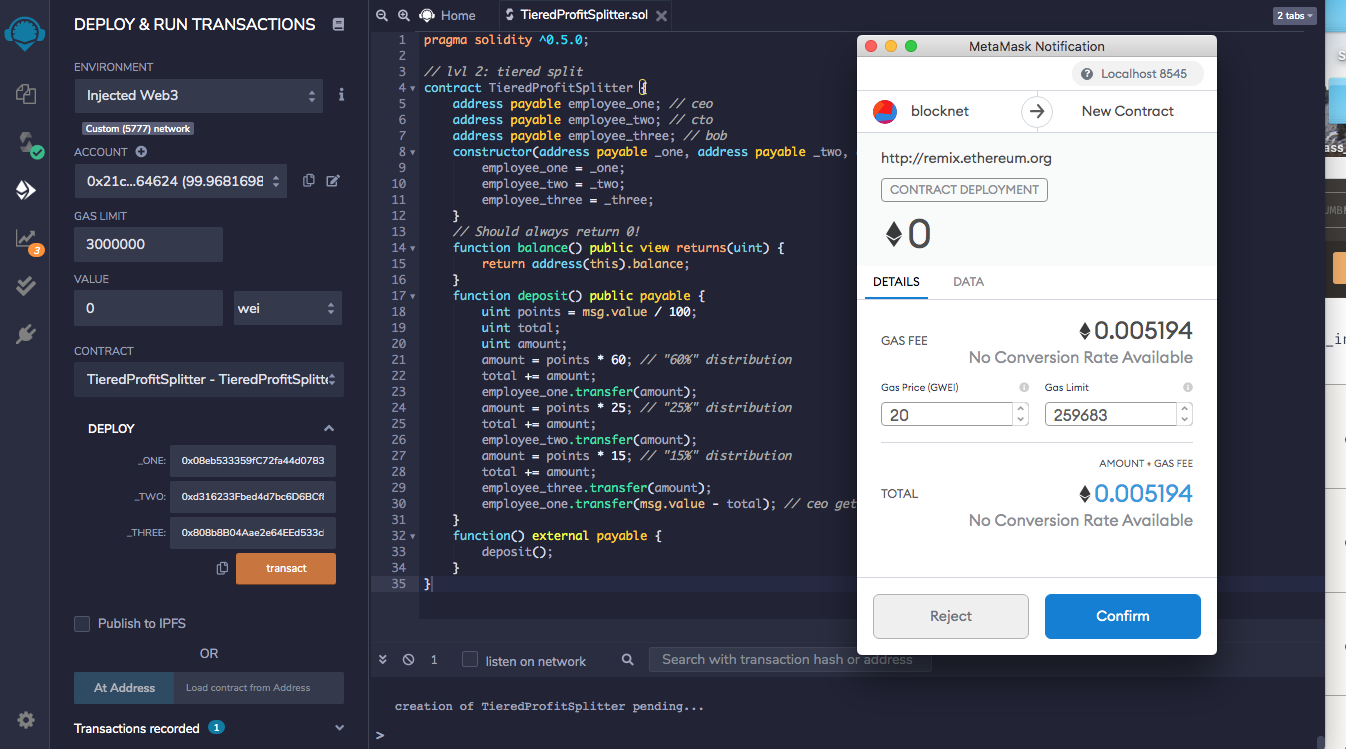 DEPLOY & RUN TRANSACTIONS
ENVIRONMENT
Injected Web3
Custom (5777) network
ACCOUNT
0x21c...64624 (99.9681698
GAS LIMIT
3000000
VALUE
0
wei
CONTRACT
TieredProfitSplitter - TieredProfitSplitte
DEPLOY
_ONE:
0x08eb533359fC72fa44d0783
_TWO:
0xd316233Fbed4d7bc6D6BCf
_THREE:
0x808b8B04Aae2e64EEd533c
transact
Publish to IPFS
OR
At Address
Load contract from Address
Transactions recorded 1
3
Home
TieredProfitSplitter.sol
2 tabs
1 pragma solidity ^0.5.0;
2
3 // lvl 2: tiered split
4 contract TieredProfitSplitter {
5 address payable employee_one; // ceo
6 address payable employee_two; // cto
7 address payable employee_three; // bob
8 constructor(address payable _one, address payable _two,
9 employee_one = _one;
10 employee_two = _two;
11 employee_three = _three;
12 }
13 // Should always return 0!
14 function balance() public view returns(uint) {
15 return address(this).balance;
16 }
17 function deposit() public payable {
18 uint points = msg.value / 100;
19 uint total;
20 uint amount;
21 amount = points * 60; // "60%" distribution
22 total += amount;
23 employee_one.transfer(amount);
24 amount = points * 25; // "25%" distribution
25 total += amount;
26 employee_two.transfer(amount);
27 amount = points * 15; // "15%" distribution
28 total += amount;
29 employee_three.transfer(amount);
30 employee_one.transfer(msg.value - total); // ceo get
31 }
32 function() external payable {
33 deposit();
34 }
35 }
1
listen on network
Search with transaction hash or address
creation of TieredProfitSplitter pending...
>
MetaMask Notification
Localhost 8545
blocknet
New Contract
http://remix.ethereum.org
CONTRACT DEPLOYMENT
0
DETAILS
DATA
GAS FEE
0.005194
No Conversion Rate Available
Gas Price (GWEI)
Gas Limit
20
259683
AMOUNT + GAS FEE
TOTAL
0.005194
No Conversion Rate Available
Reject
Confirm